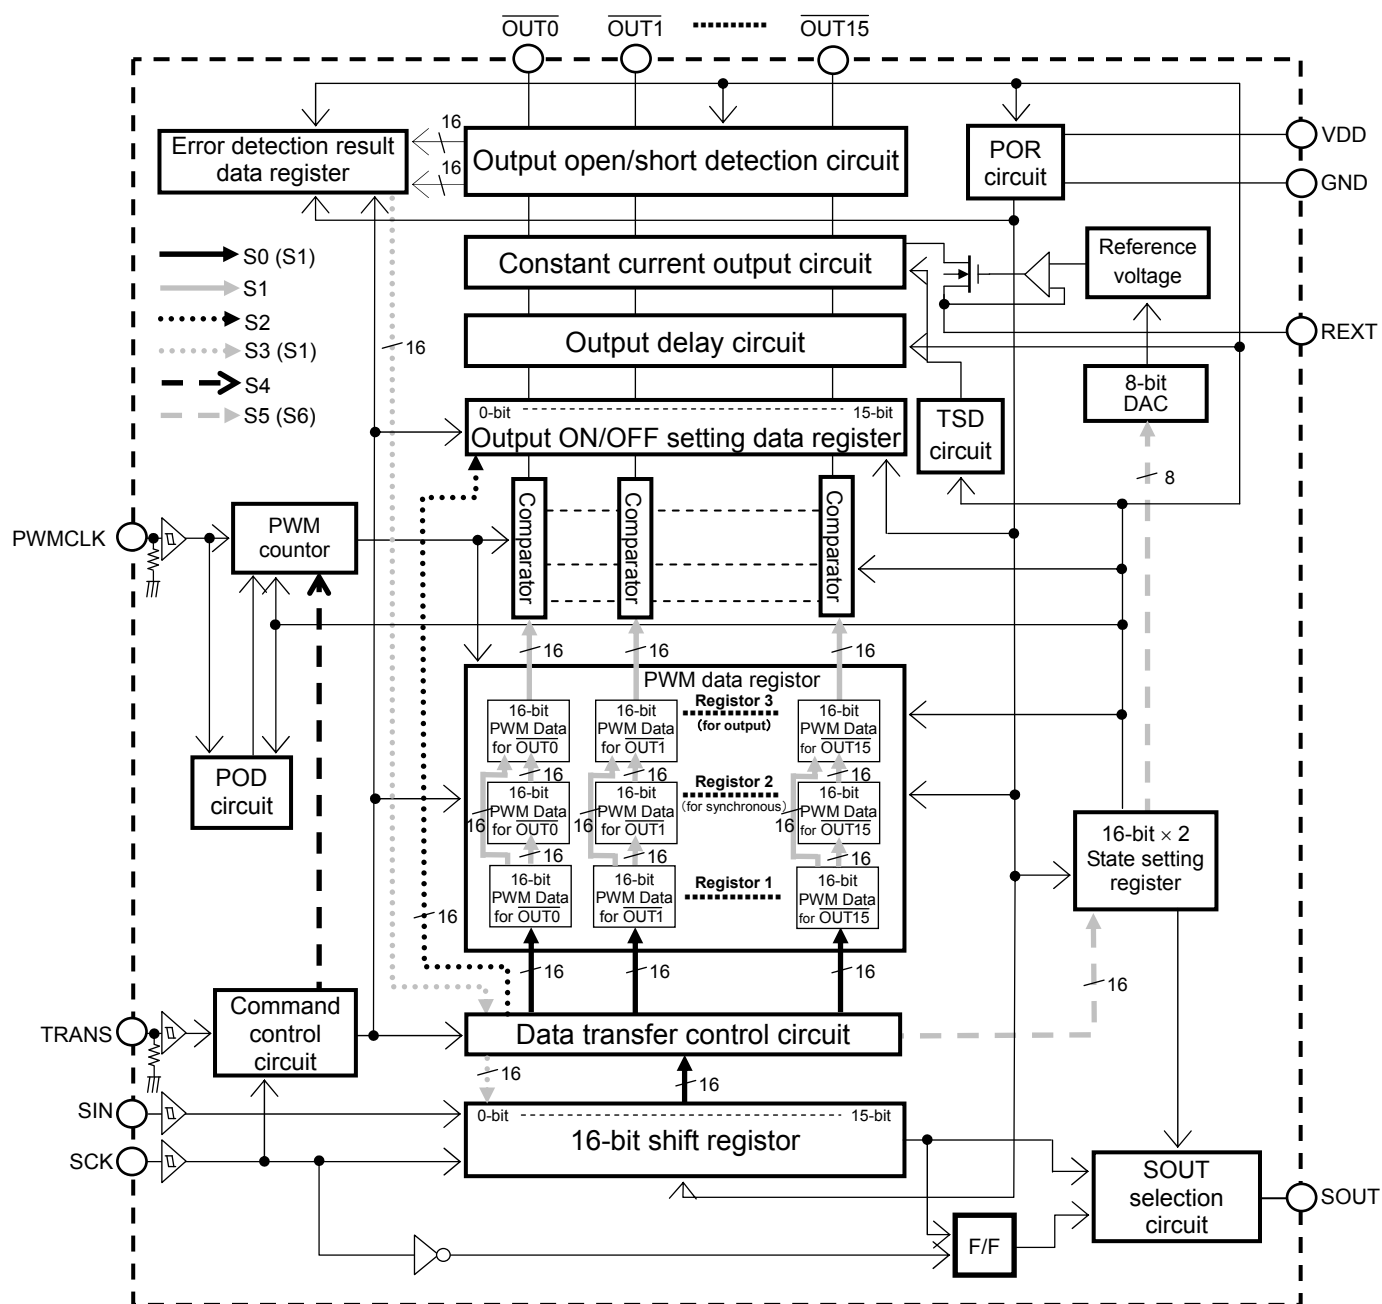 OUT0 OUT1 OUT15
Error detection result
data register
16
16
Output open/short detection circuit
POR
circuit
VDD
GND
S0 (S1)
S1
S2
S3 (S1)
S4
S5 (S6)
16
Constant current output circuit
Reference
voltage
REXT
Output delay circuit
8-bit
DAC
0-bit 15-bit
Output ON/OFF setting data register
TSD
circuit
8
PWMCLK
PWM
countor
Comparator
Comparator
Comparator
16 16 16
PWM data registor
16-bit
PWM Data
for OUT0
16-bit
PWM Data
for OUT1
Registor 3
(for output)
16-bit
PWM Data
for OUT15
16 16 16
POD
circuit
16 16 16
16-bit
PWM Data
for OUT0
16-bit
PWM Data
for OUT1
Registor 2
(for synchronous)
16-bit
PWM Data
for OUT15
16 16 16
16-bit
PWM Data
for OUT0
16-bit
PWM Data
for OUT1
Registor 1
16-bit
PWM Data
for OUT15
16-bit × 2
State setting
register
16
16 16 16
16
TRANS
Command
control
circuit
Data transfer control circuit
16
16
SIN
0-bit 15-bit
16-bit shift registor
SCK
SOUT
selection
circuit
SOUT
F/F